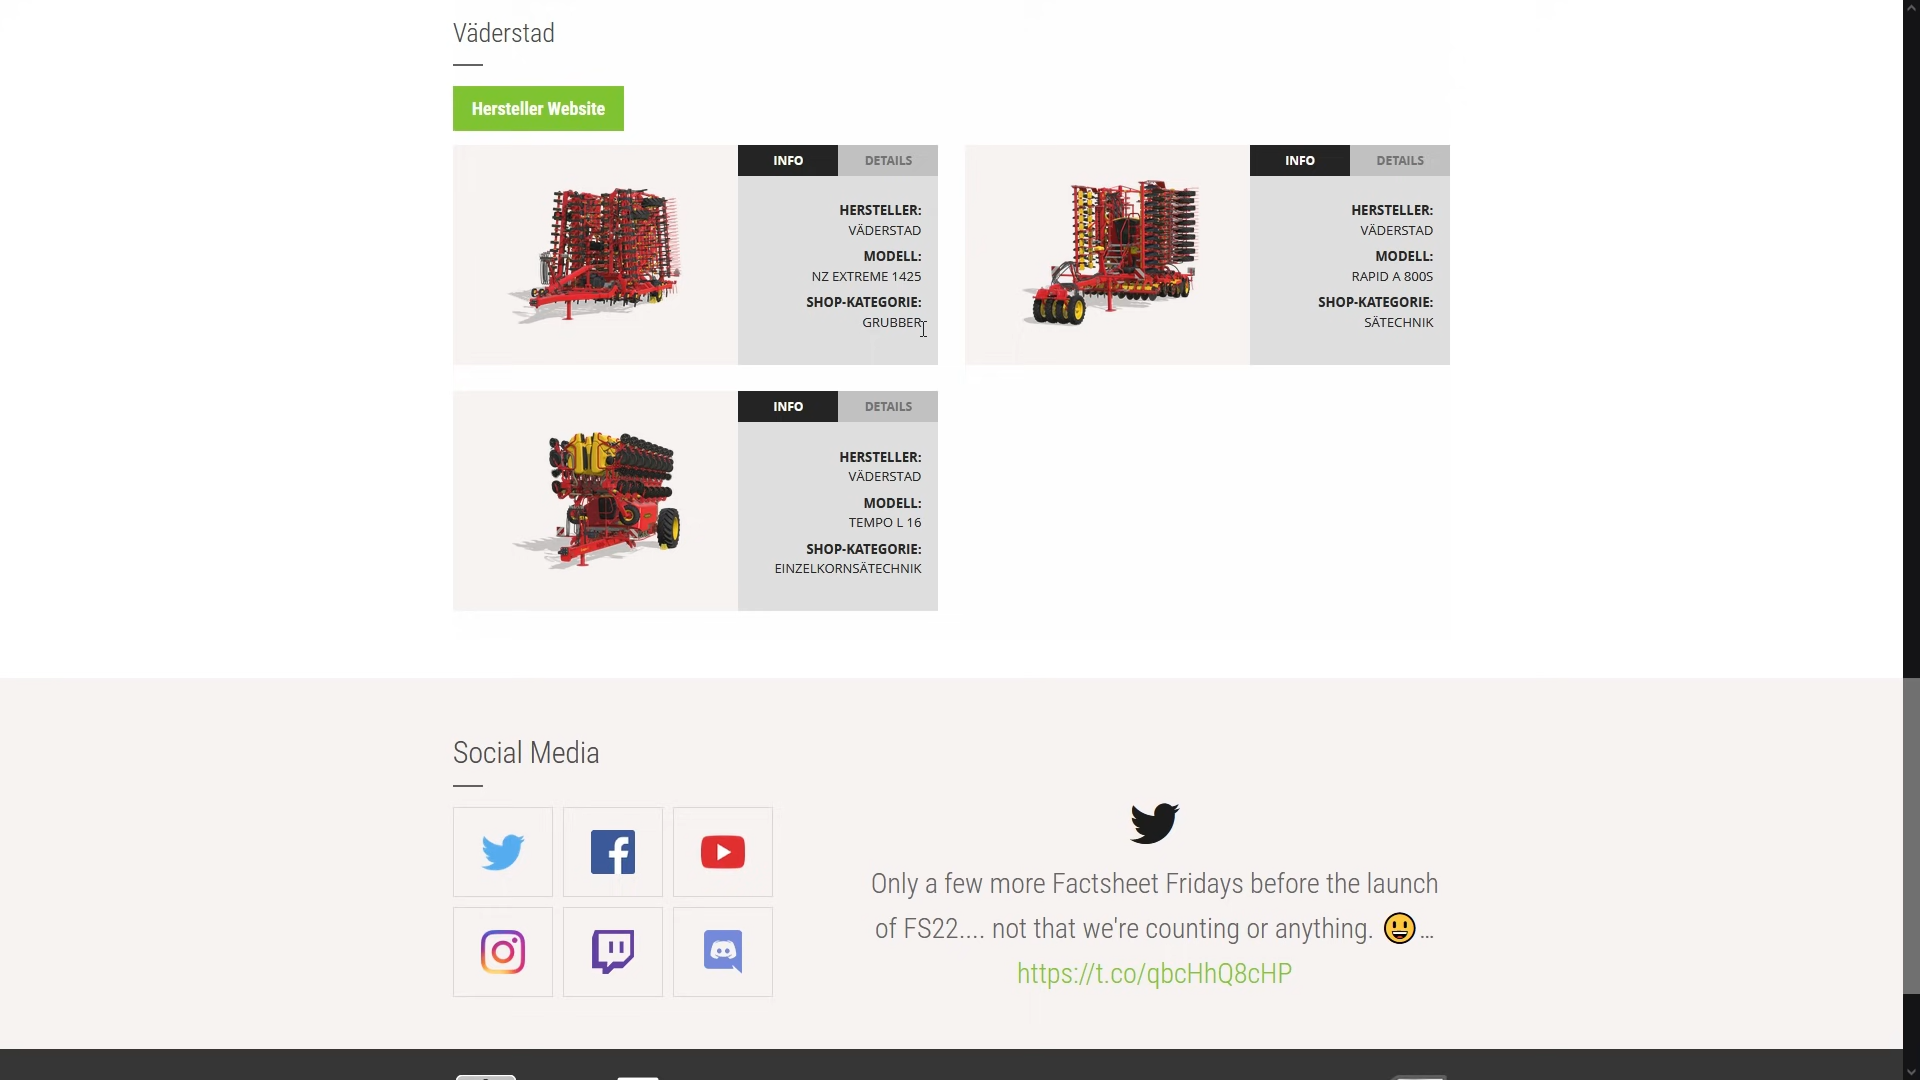 Väderstad
Hersteller Website
INFO
DETAILS
HERSTELLER:
VÄDERSTAD
MODELL:
NZ EXTREME 1425
SHOP-KATEGORIE:
GRUBBER
INFO
DETAILS
HERSTELLER:
VÄDERSTAD
MODELL:
RAPID A 800S
SHOP-KATEGORIE:
SÄTECHNIK
INFO
DETAILS
HERSTELLER:
VÄDERSTAD
MODELL:
TEMPO L 16
SHOP-KATEGORIE:
EINZELKORNSÄTECHNIK
Social Media
Only a few more Factsheet Fridays before the launch
of FS22.... not that we're counting or anything. 😃...
https://t.co/qbcHhQ8cHP